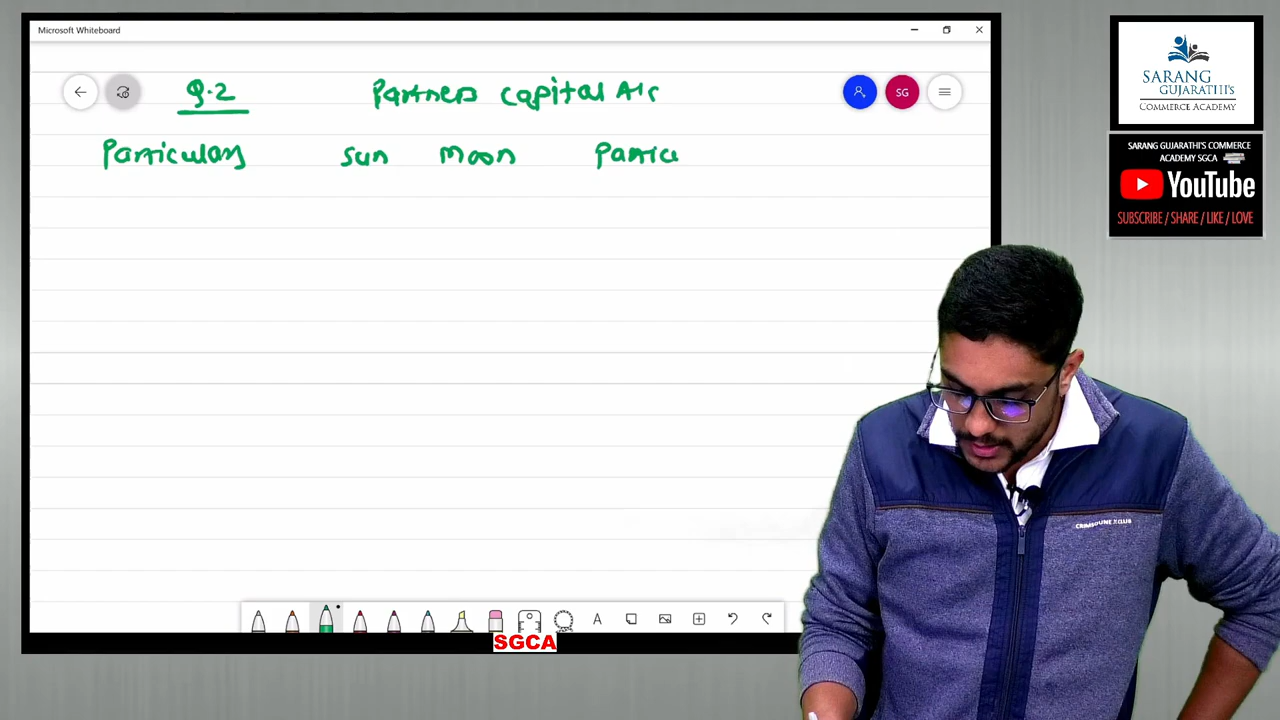 Microsoft Whiteboard
Q.2 Partners capital A/c
SG
Particulars Sun Moon Particu
A
SGCA
SARANG
GUJARATHI'S
COMMERCE ACADEMY
SARANG GUJARATHI'S COMMERCE
ACADEMY SGCA
YouTube
SUBSCRIBE / SHARE / LIKE / LOVE